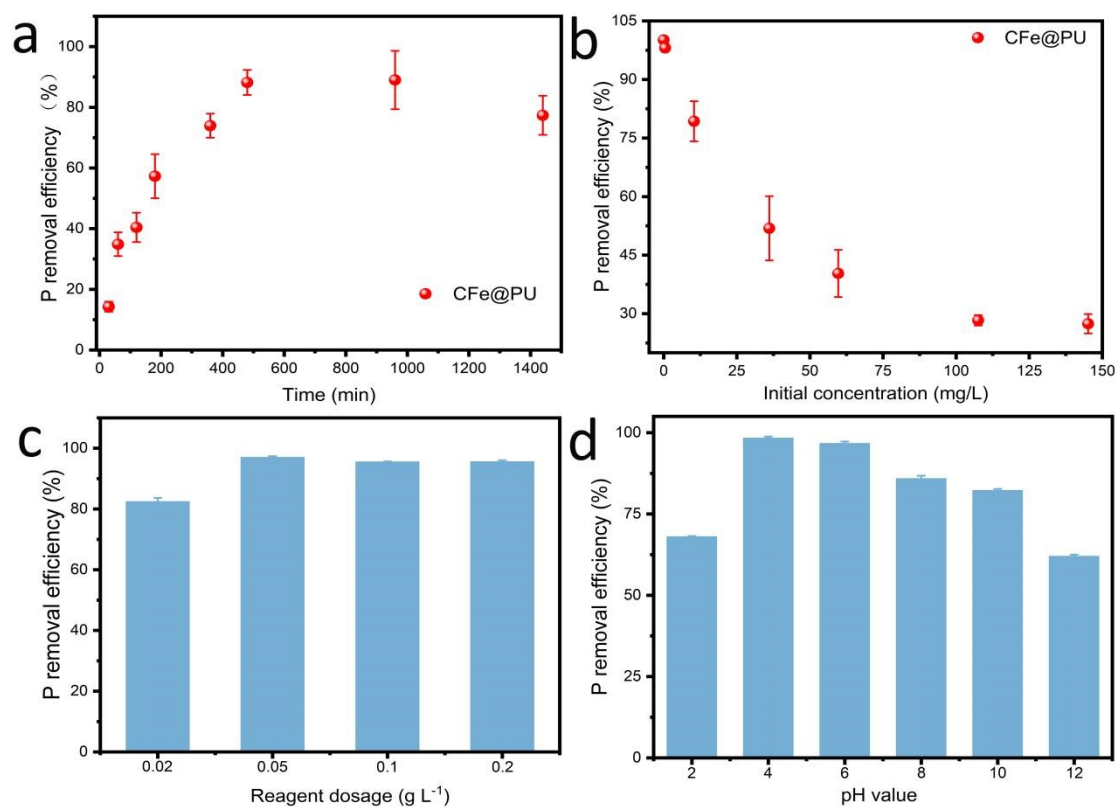 a
P removal efficiency（%）
100
80
60
40
20
0
CFe@PU
0 200 400 600 800 1000 1200 1400
Time (min)
b
P removal efficiency (%)
105
90
75
60
45
30
CFe@PU
0 25 50 75 100 125 150
Initial concentration (mg/L)
c
P removal efficiency (%)
100
80
60
40
20
0
0.02 0.05 0.1 0.2
Reagent dosage (g L⁻¹)
d
P removal efficiency (%)
100
75
50
25
0
2 4 6 8 10 12
pH value